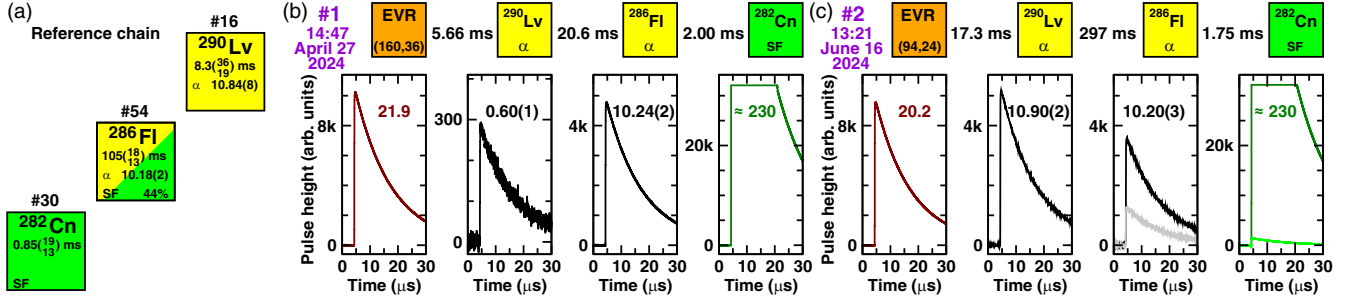 (a)
Reference chain
#16
²⁹⁰Lv
8.3(³⁶₁₉) ms
α 10.84(8)
#54
²⁸⁶Fl
105(¹⁸₁₃) ms
α 10.18(2)
SF 44%
#30
²⁸²Cn
0.85(¹⁹₁₃) ms
SF
(b)
#1
14:47
April 27
2024
EVR
(160,36)
5.66 ms
²⁹⁰Lv
α
20.6 ms
²⁸⁶Fl
α
2.00 ms
²⁸²Cn
SF
Pulse height (arb. units)
8k
0
21.9
0 10 20 30
Time (μs)
300
0
0.60(1)
0 10 20 30
Time (μs)
4k
0
10.24(2)
0 10 20 30
Time (μs)
20k
0
≈ 230
0 10 20 30
Time (μs)
(c)
#2
13:21
June 16
2024
EVR
(94,24)
17.3 ms
²⁹⁰Lv
α
297 ms
²⁸⁶Fl
α
1.75 ms
²⁸²Cn
SF
Pulse height (arb. units)
8k
0
20.2
0 10 20 30
Time (μs)
4k
0
10.90(2)
0 10 20 30
Time (μs)
4k
0
10.20(3)
0 10 20 30
Time (μs)
20k
0
≈ 230
0 10 20 30
Time (μs)